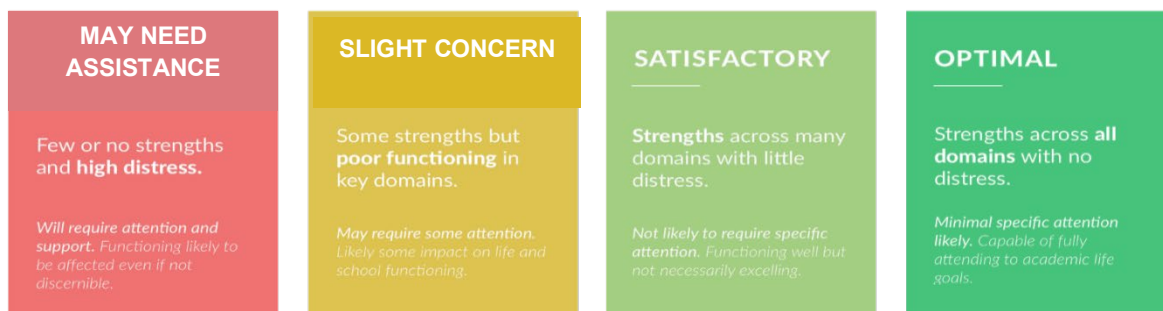 MAY NEED
ASSISTANCE
Few or no strengths
and high distress.
Will require attention and
support. Functioning likely to
be affected even if not
discernible.
SLIGHT CONCERN
Some strengths but
poor functioning in
key domains.
May require some attention.
Likely some impact on life and
school functioning.
SATISFACTORY
Strengths across many
domains with little
distress.
Not likely to require specific
attention. Functioning well but
not necessarily excelling.
OPTIMAL
Strengths across all
domains with no
distress.
Minimal specific attention
likely. Capable of fully
attending to academic life
goals.